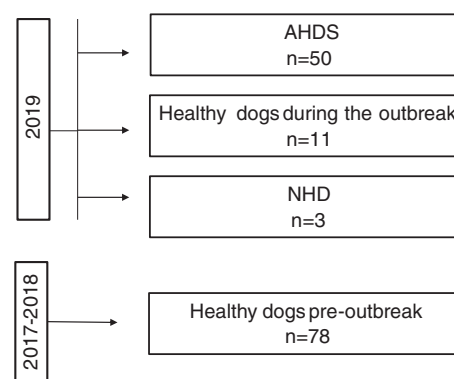 2019
AHDS
n=50
Healthy dogs during the outbreak
n=11
NHD
n=3
2017-2018
Healthy dogs pre-outbreak
n=78